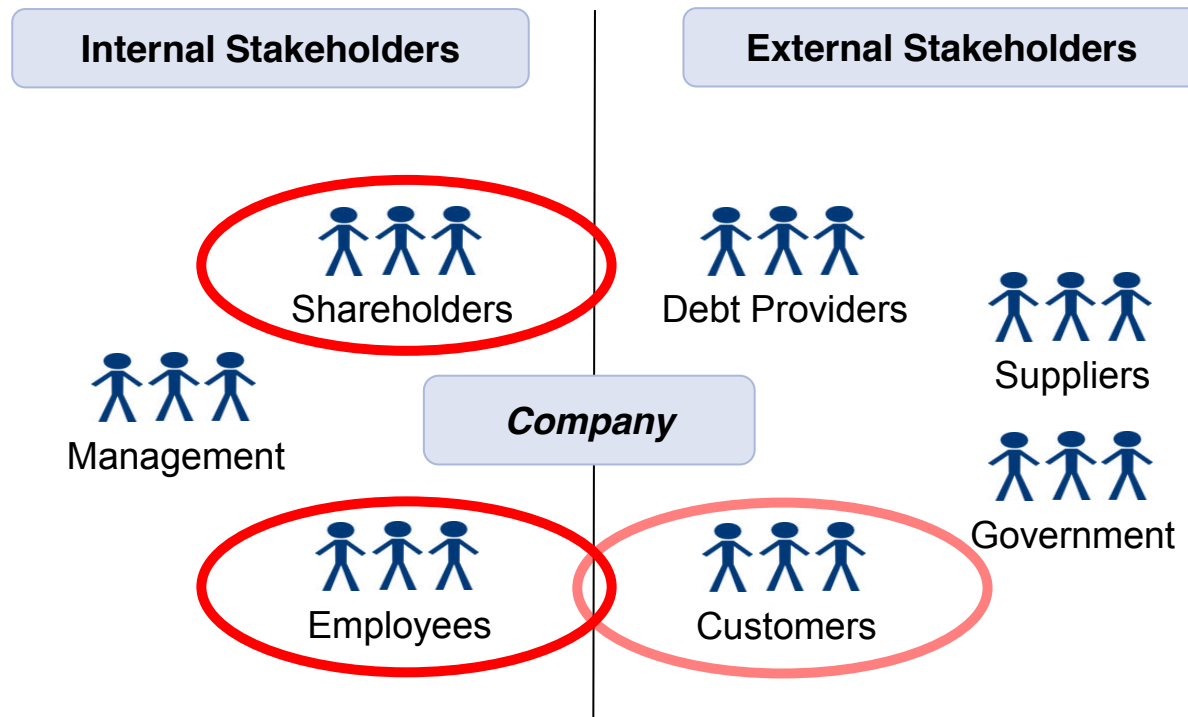 Internal Stakeholders
External Stakeholders
Shareholders
Debt Providers
Suppliers
Management
Company
Government
Employees
Customers